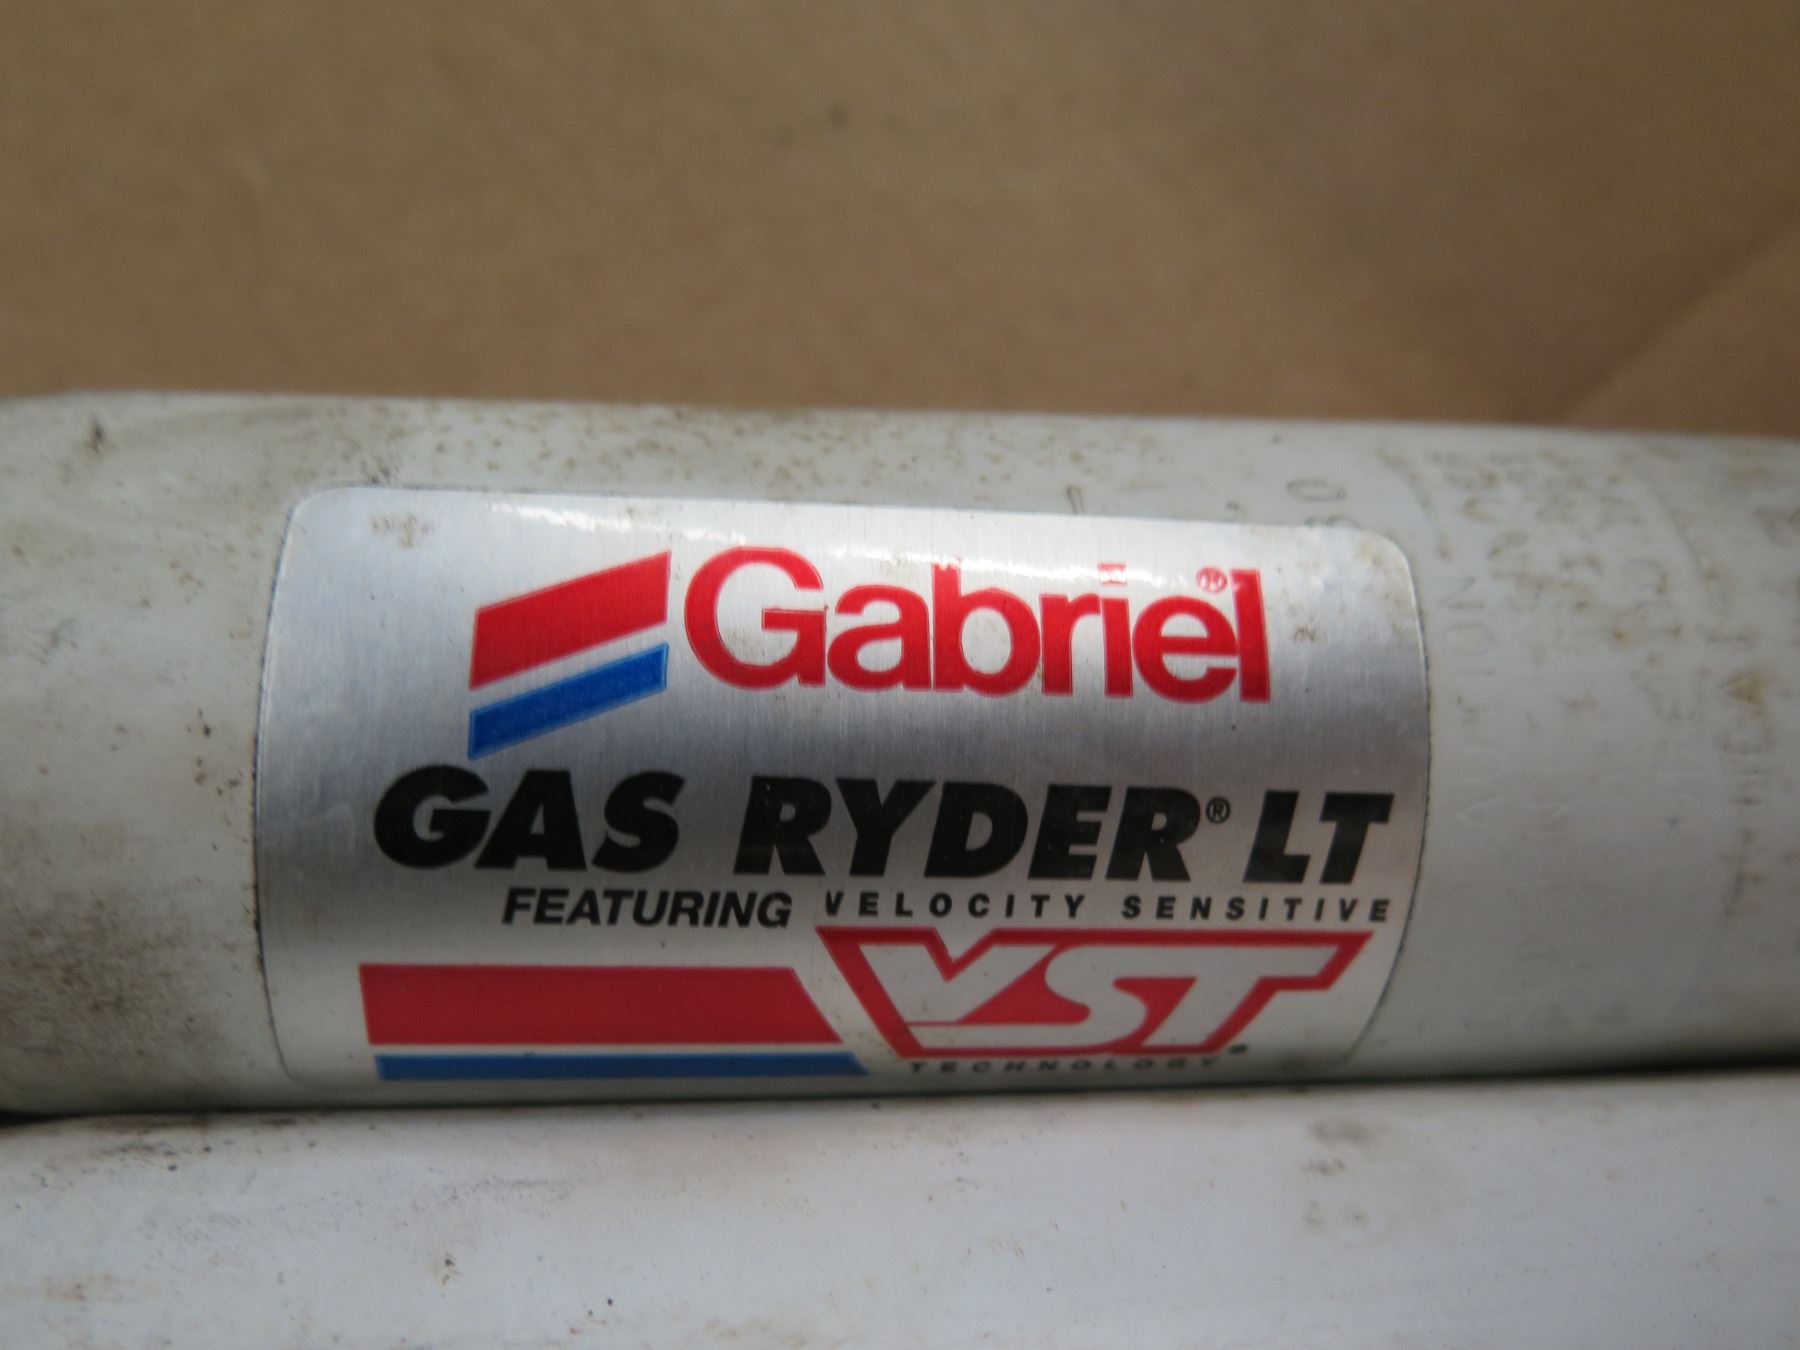 Gabriel®
GAS RYDER® LT
FEATURING VELOCITY SENSITIVE
VST
TECHNOLOGY®